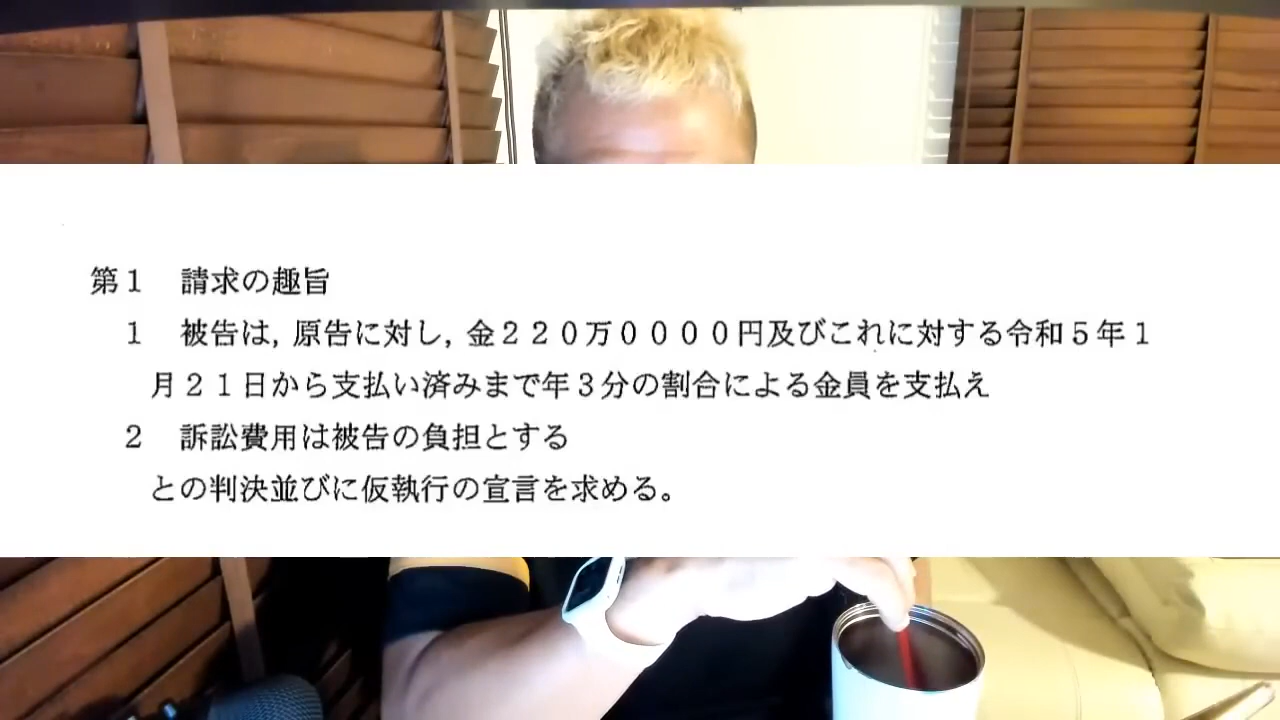 第１　請求の趣旨
１　被告は，原告に対し，金２２０万００００円及びこれに対する令和５年１
月２１日から支払い済みまで年３分の割合による金員を支払え
２　訴訟費用は被告の負担とする
との判決並びに仮執行の宣言を求める。